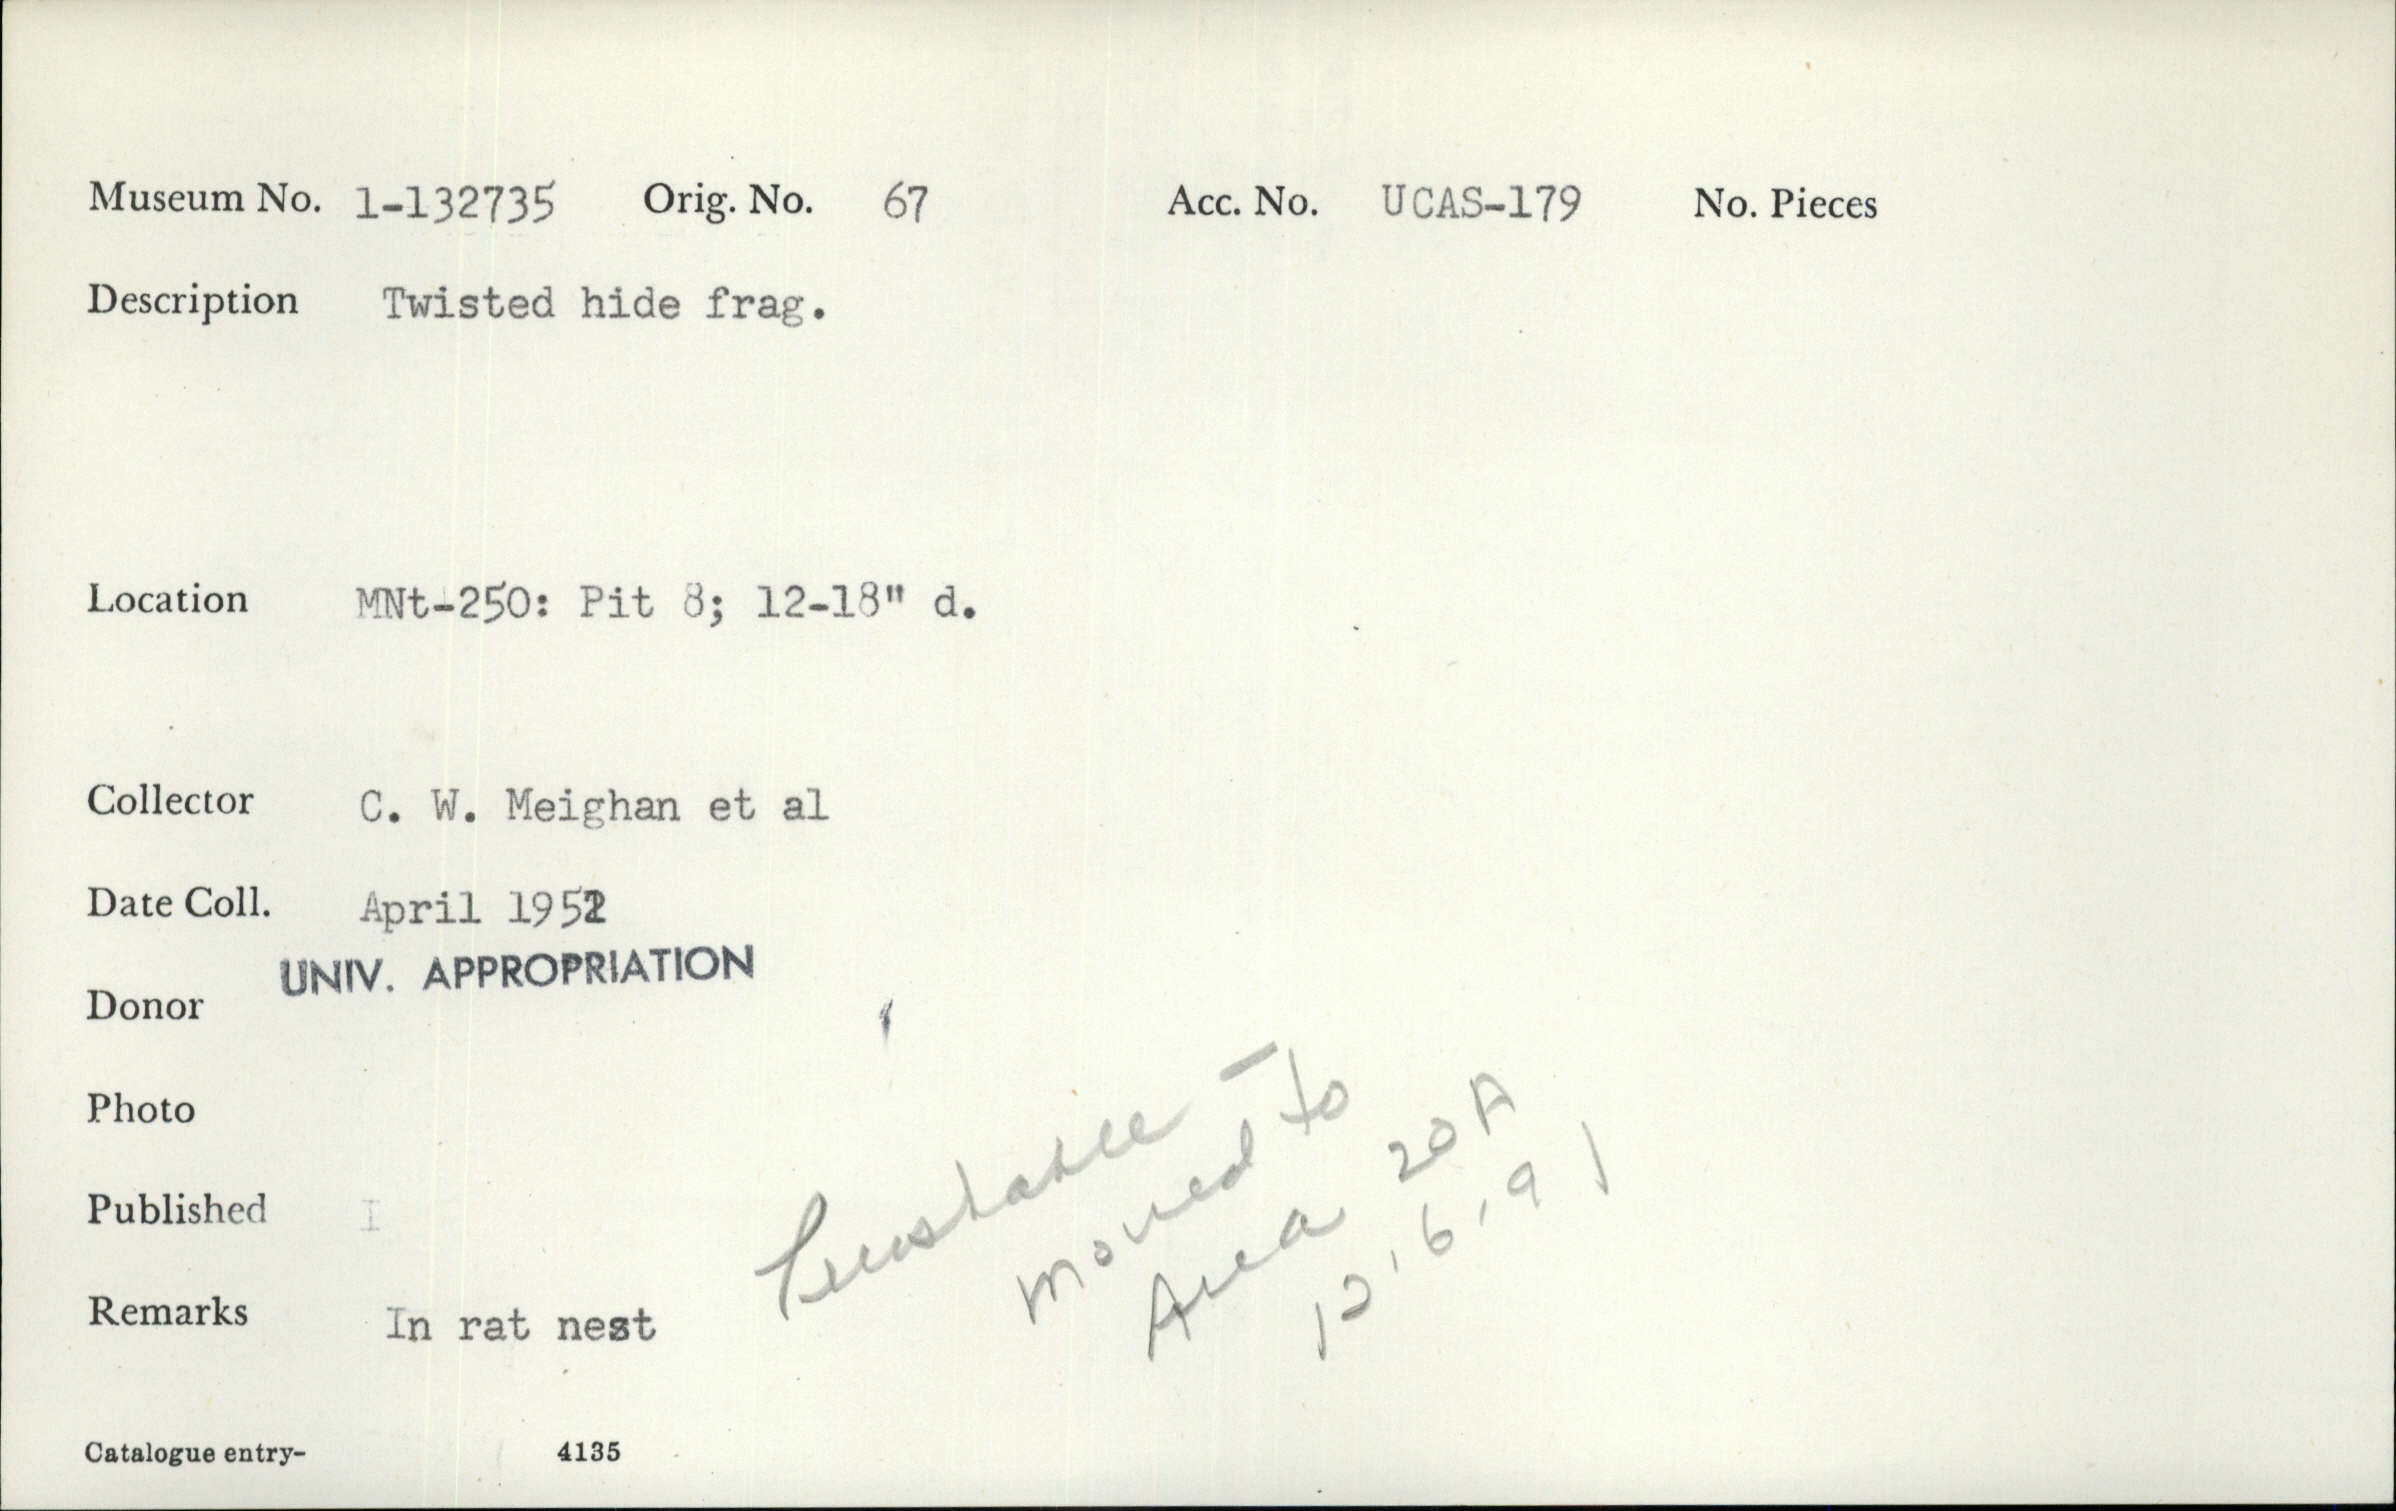 Museum No. 1-132735 Orig. No. 67 Acc. No. UCAS-179 No. Pieces
Description Twisted hide frag.
Location MNt-250: Pit 8; 12-18" d.
Collector C. W. Meighan et al
Date Coll. April 1952
UNIV. APPROPRIATION
Donor
Photo
Published I
Remarks In rat nest
moved to
Area 20A
12,6,91
Catalogue entry- 4135